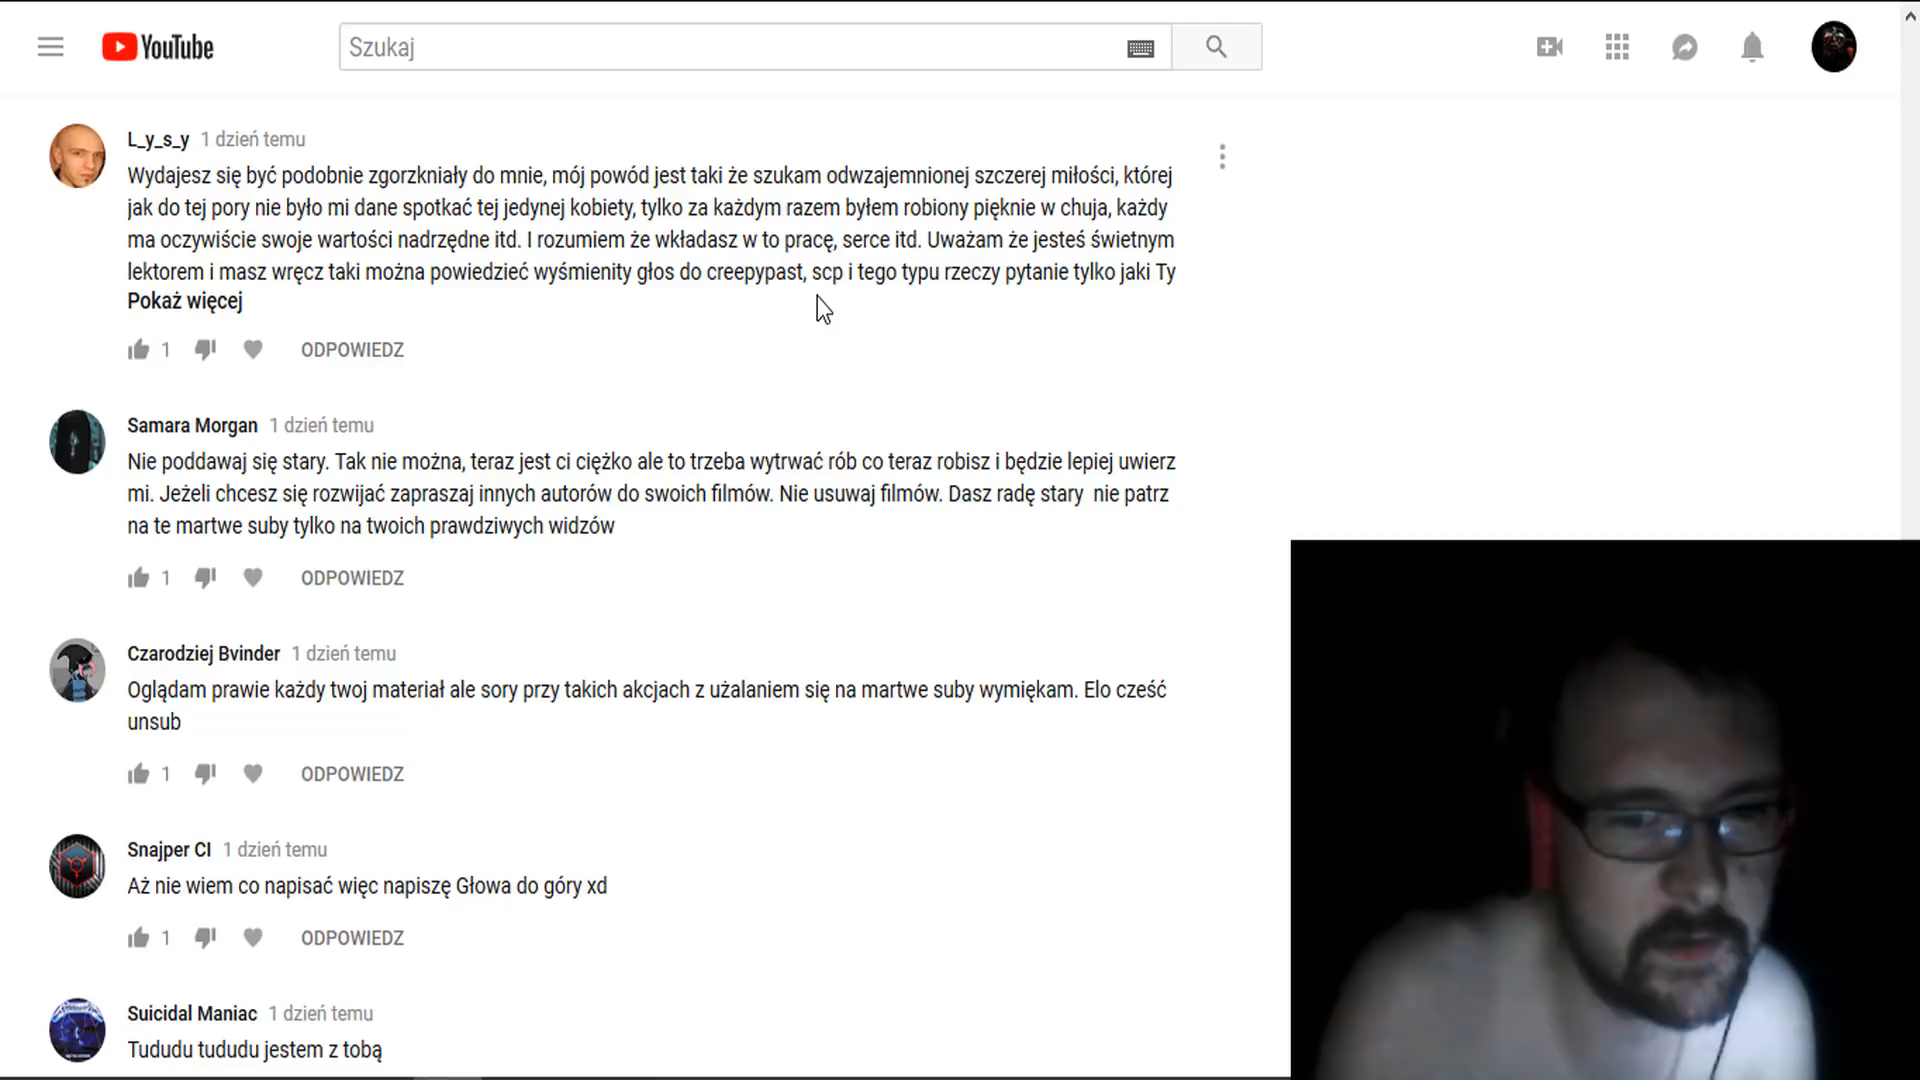 YouTube
Szukaj
L_y_s_y 1 dzień temu
Wydajesz się być podobnie zgorzkniały do mnie, mój powód jest taki że szukam odwzajemnionej szczerej miłości, której
jak do tej pory nie było mi dane spotkać tej jedynej kobiety, tylko za każdym razem byłem robiony pięknie w chuja, każdy
ma oczywiście swoje wartości nadrzędne itd. I rozumiem że wkładasz w to pracę, serce itd. Uważam że jesteś świetnym
lektorem i masz wręcz taki można powiedzieć wyśmienity głos do creepypast, scp i tego typu rzeczy pytanie tylko jaki Ty
Pokaż więcej
1 ODPOWIEDZ
Samara Morgan 1 dzień temu
Nie poddawaj się stary. Tak nie można, teraz jest ci ciężko ale to trzeba wytrwać rób co teraz robisz i będzie lepiej uwierz
mi. Jeżeli chcesz się rozwijać zapraszaj innych autorów do swoich filmów. Nie usuwaj filmów. Dasz radę stary  nie patrz
na te martwe suby tylko na twoich prawdziwych widzów
1 ODPOWIEDZ
Czarodziej Bvinder 1 dzień temu
Oglądam prawie każdy twoj materiał ale sory przy takich akcjach z użalaniem się na martwe suby wymiękam. Elo cześć
unsub
1 ODPOWIEDZ
Snajper CI 1 dzień temu
Aż nie wiem co napisać więc napiszę Głowa do góry xd
1 ODPOWIEDZ
Suicidal Maniac 1 dzień temu
Tududu tududu jestem z tobą